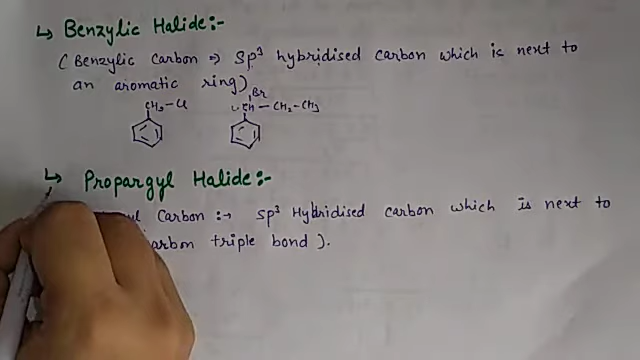 ↳ Benzylic Halide:-
( Benzylic Carbon ⇒ Sp³ hybridised carbon which is next to
an aromatic ring)
CH₂-Cl
Br
CH-CH₂-CH₃
↳ Propargyl Halide:-
Carbon :→ sp³ Hybridised carbon which is next to
triple bond ).